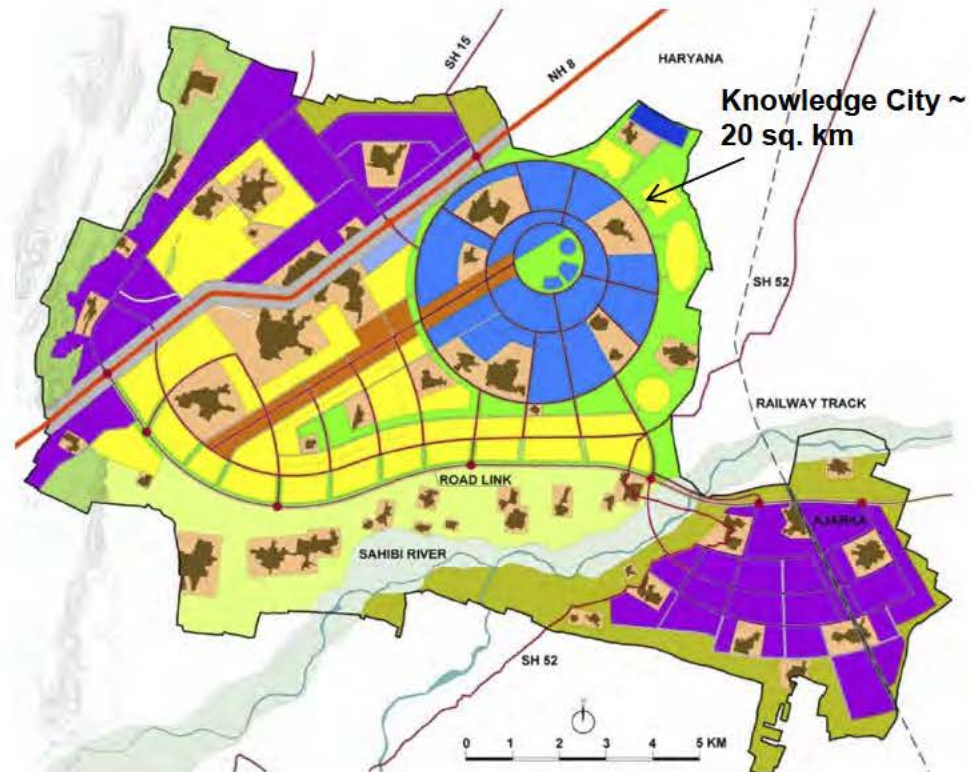 SH 15
NH 8
HARYANA
Knowledge City ~
20 sq. km
SH 52
RAILWAY TRACK
ROAD LINK
AJARKA
SAHIBI RIVER
SH 52
0 1 2 3 4 5 KM